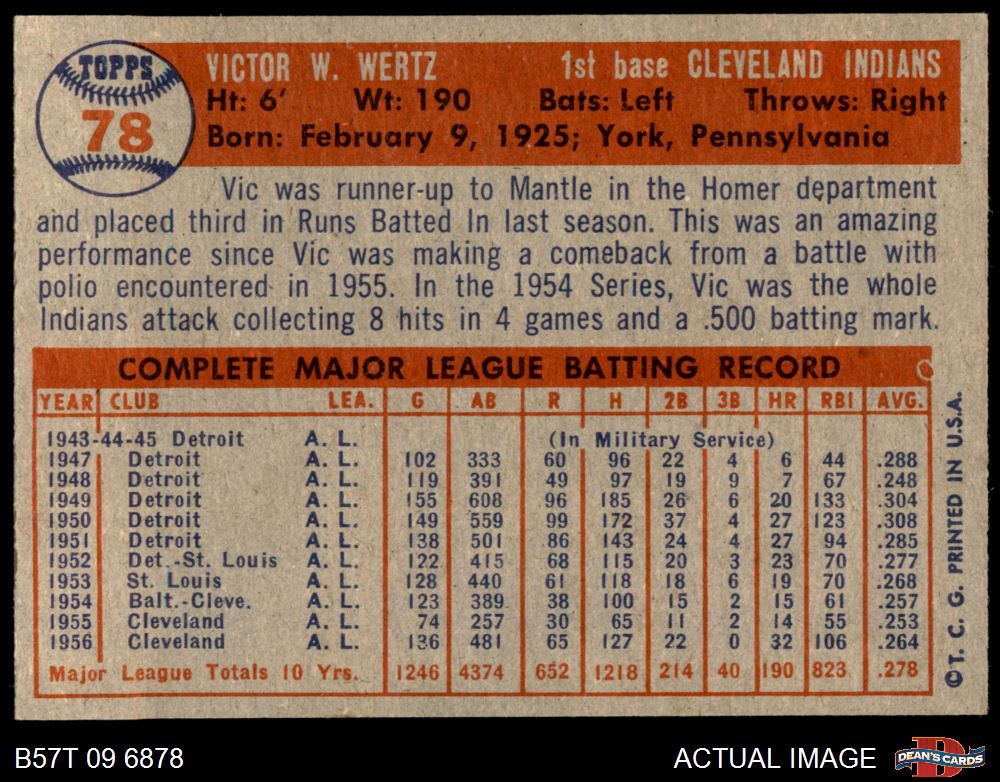 TOPPS
78
VICTOR W. WERTZ 1st base CLEVELAND INDIANS
Ht: 6' Wt: 190 Bats: Left Throws: Right
Born: February 9, 1925; York, Pennsylvania
Vic was runner-up to Mantle in the Homer department
and placed third in Runs Batted In last season. This was an amazing
performance since Vic was making a comeback from a battle with
polio encountered in 1955. In the 1954 Series, Vic was the whole
Indians attack collecting 8 hits in 4 games and a .500 batting mark.
COMPLETE MAJOR LEAGUE BATTING RECORD
YEAR CLUB LEA. G AB R H 2B 3B HR RBI AVG.
1943-44-45 Detroit A. L. (In Military Service)
1947 Detroit A. L. 102 333 60 96 22 4 6 44 .288
1948 Detroit A. L. 119 391 49 97 19 9 7 67 .248
1949 Detroit A. L. 155 608 96 185 26 6 20 133 .304
1950 Detroit A. L. 149 559 99 172 37 4 27 123 .308
1951 Detroit A. L. 138 501 86 143 24 4 27 94 .285
1952 Det.-St. Louis A. L. 122 415 68 115 20 3 23 70 .277
1953 St. Louis A. L. 128 440 61 118 18 6 19 70 .268
1954 Balt.-Cleve. A. L. 123 389 38 100 15 2 15 61 .257
1955 Cleveland A. L. 74 257 30 65 11 2 14 55 .253
1956 Cleveland A. L. 136 481 65 127 22 0 32 106 .264
Major League Totals 10 Yrs. 1246 4374 652 1218 214 40 190 823 .278
©T. C. G. PRINTED IN U.S.A.
B57T 09 6878 ACTUAL IMAGE
D
DEAN'S CARDS